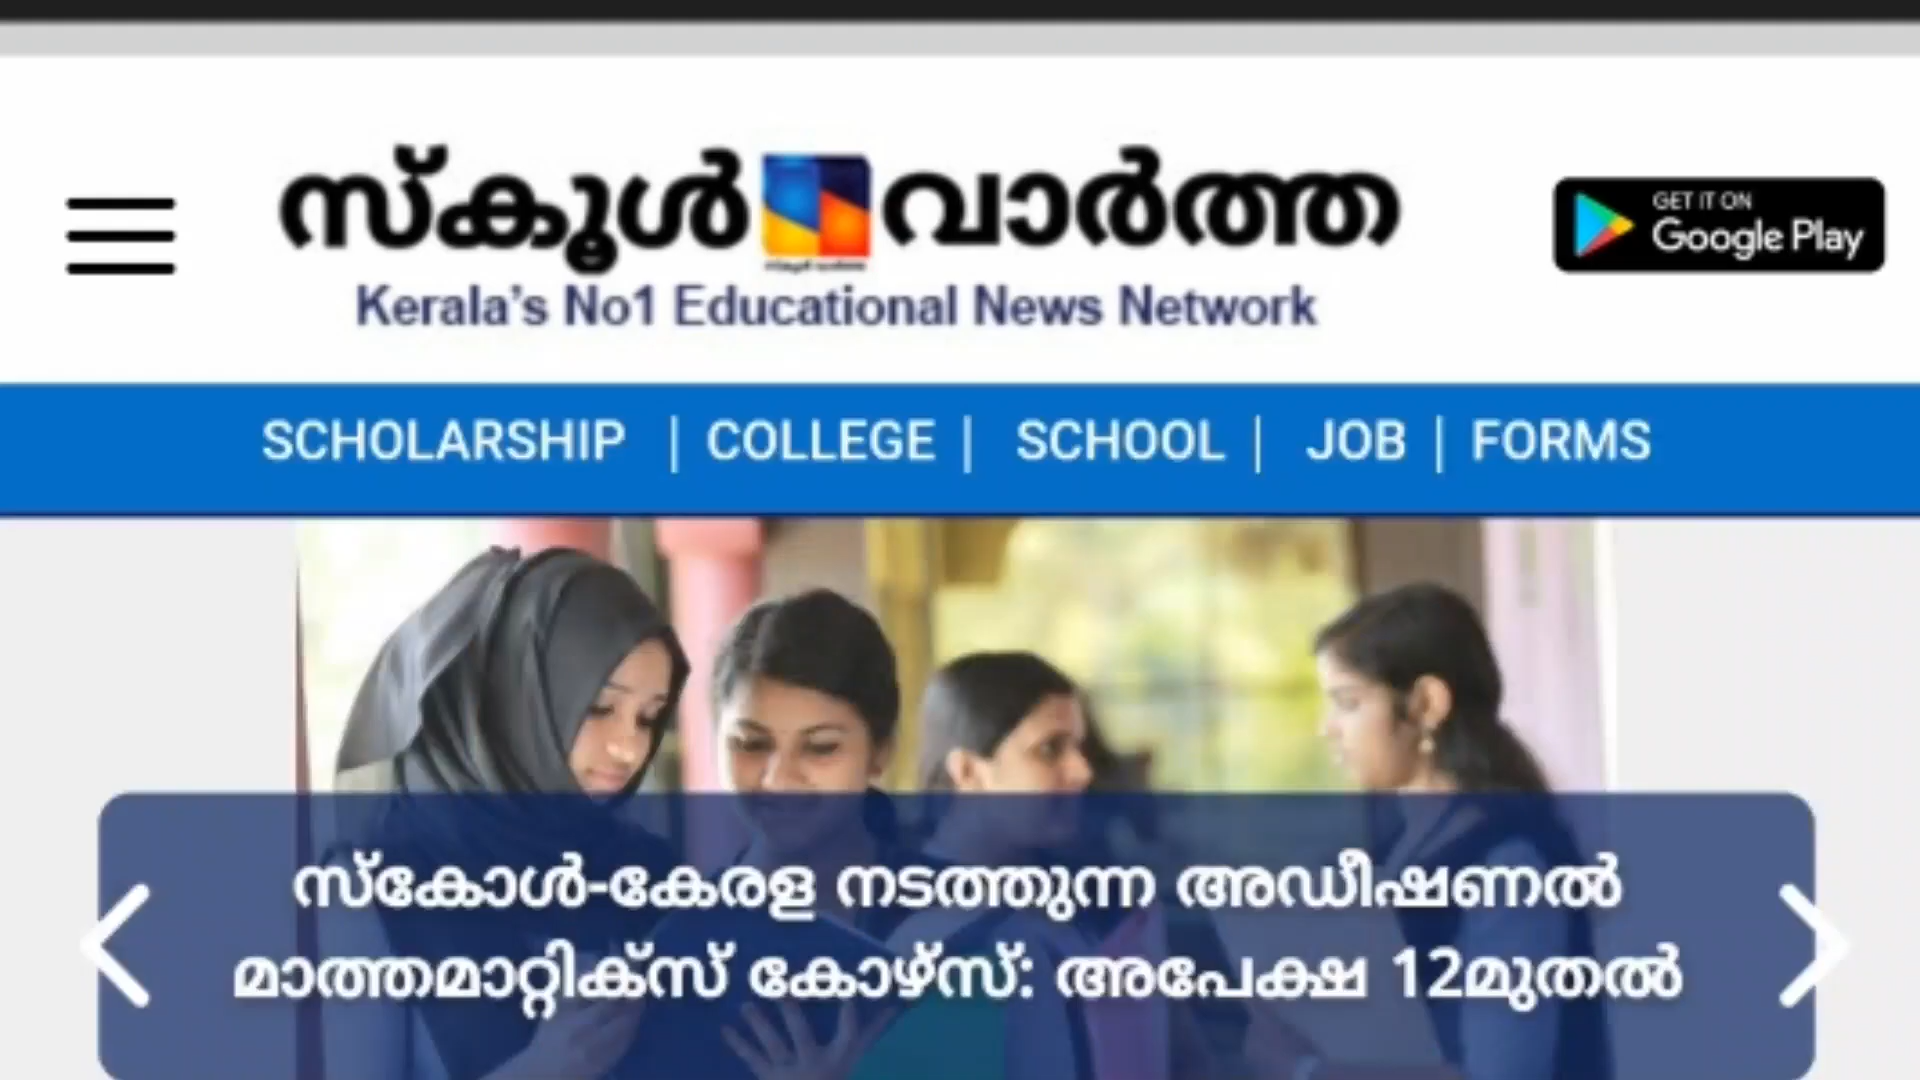 സ്കൂൾ വാർത്ത
Kerala's No1 Educational News Network
GET IT ON
Google Play
SCHOLARSHIP | COLLEGE | SCHOOL | JOB | FORMS
സ്കോൾ-കേരള നടത്തുന്ന അഡീഷണൽ
മാത്തമാറ്റിക്സ് കോഴ്സ്: അപേക്ഷ 12മുതൽ